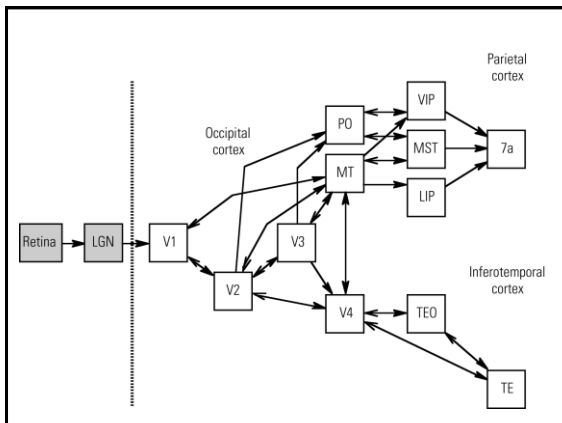 Parietal
cortex
VIP
PO
Occipital
cortex
MST
7a
MT
LIP
Retina
LGN
V1
V3
V2
Inferotemporal
cortex
V4
TEO
TE